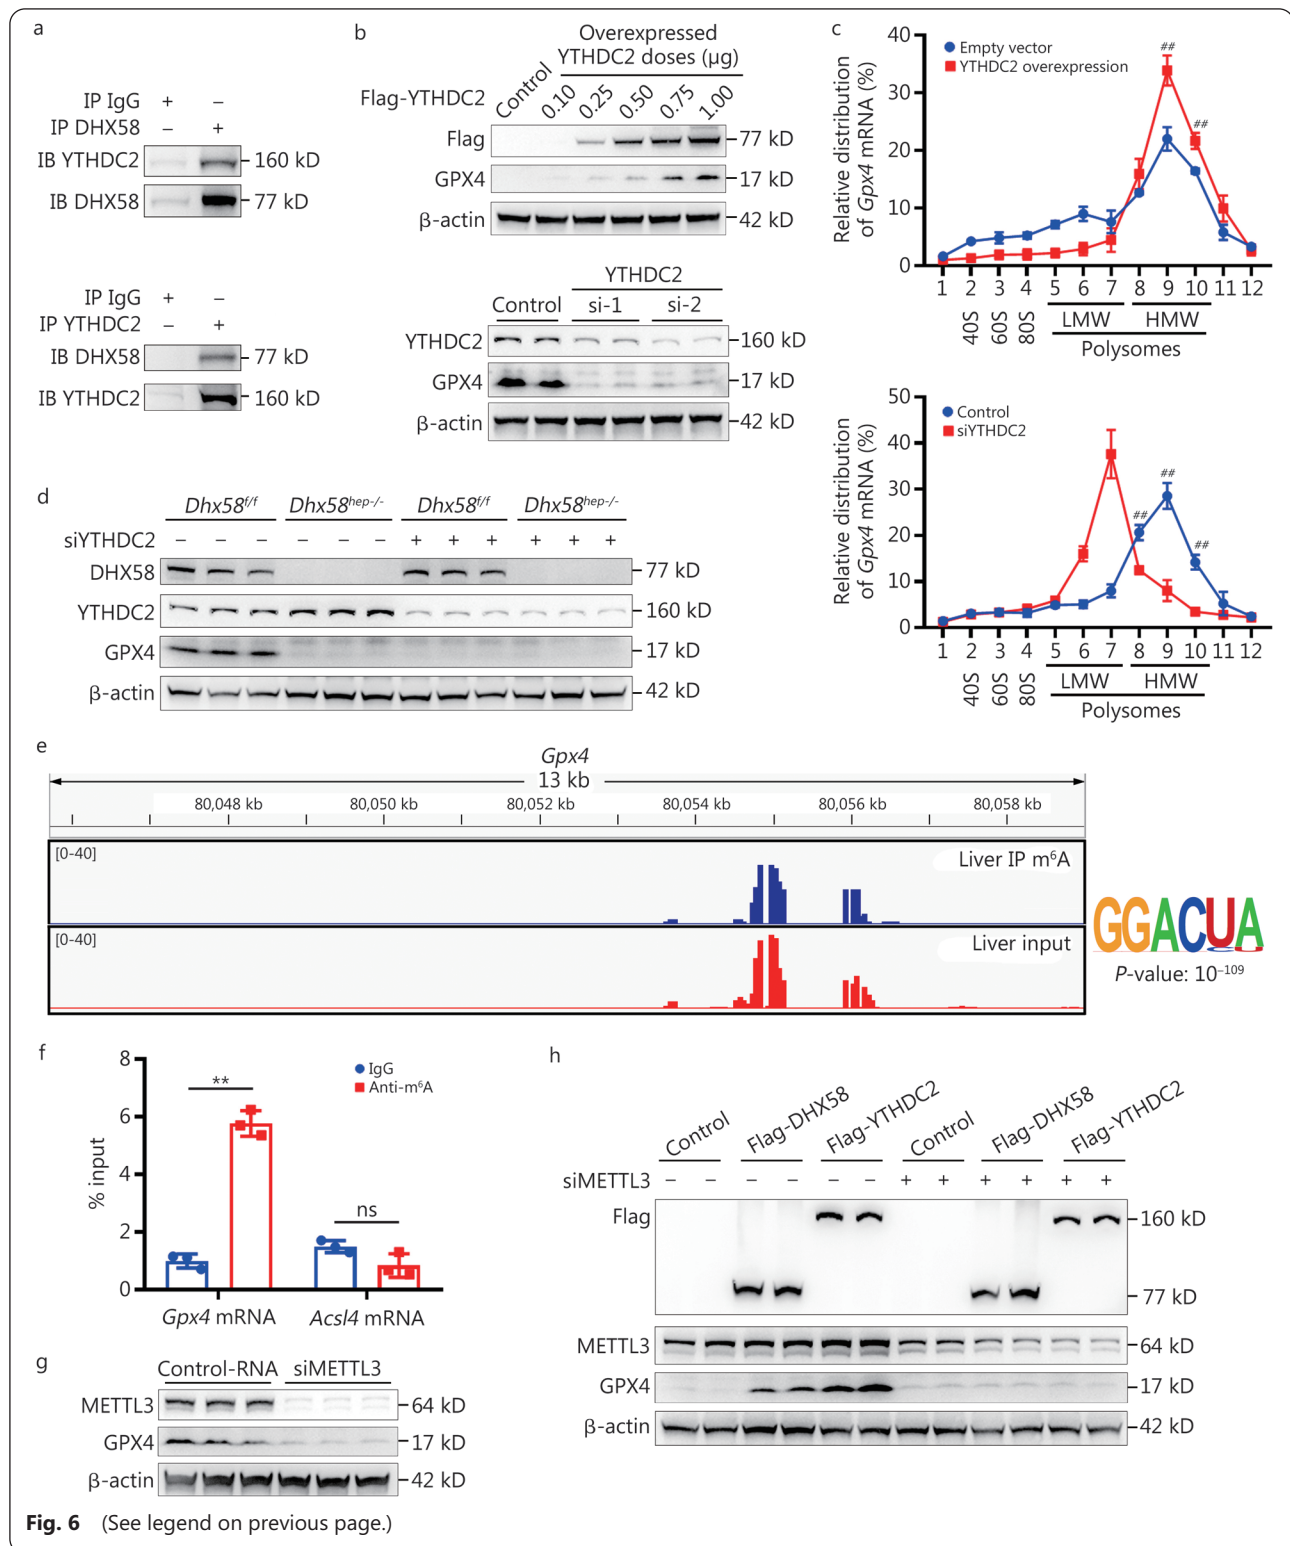 a
IP IgG + −
IP DHX58 − +
IB YTHDC2 160 kD
IB DHX58 77 kD
IP IgG + −
IP YTHDC2 − +
IB DHX58 77 kD
IB YTHDC2 160 kD
b
Overexpressed
YTHDC2 doses (μg)
Flag-YTHDC2 Control 0.10 0.25 0.50 0.75 1.00
Flag 77 kD
GPX4 17 kD
β-actin 42 kD
YTHDC2
Control si-1 si-2
YTHDC2 160 kD
GPX4 17 kD
β-actin 42 kD
c
Relative distribution
of Gpx4 mRNA (%)
40
30
20
10
0
Empty vector
YTHDC2 overexpression
##
##
1 2 3 4 5 6 7 8 9 10 11 12
40S 60S 80S LMW HMW
Polysomes
Relative distribution
of Gpx4 mRNA (%)
50
40
30
20
10
0
Control
siYTHDC2
##
##
##
1 2 3 4 5 6 7 8 9 10 11 12
40S 60S 80S LMW HMW
Polysomes
d
Dhx58f/f Dhx58hep-/- Dhx58f/f Dhx58hep-/-
siYTHDC2 − − − − − − + + + + + +
DHX58 77 kD
YTHDC2 160 kD
GPX4 17 kD
β-actin 42 kD
e
Gpx4
13 kb
80,048 kb 80,050 kb 80,052 kb 80,054 kb 80,056 kb 80,058 kb
[0-40] Liver IP m6A
[0-40] Liver input
GGACUA
P-value: 10−109
f
% input
8
6
4
2
0
IgG
Anti-m6A
**
ns
Gpx4 mRNA Acsl4 mRNA
g
Control-RNA siMETTL3
METTL3 64 kD
GPX4 17 kD
β-actin 42 kD
h
Control Flag-DHX58 Flag-YTHDC2 Control Flag-DHX58 Flag-YTHDC2
siMETTL3 − − − − − − + + + + + +
Flag 160 kD
77 kD
METTL3 64 kD
GPX4 17 kD
β-actin 42 kD
Fig. 6 (See legend on previous page.)